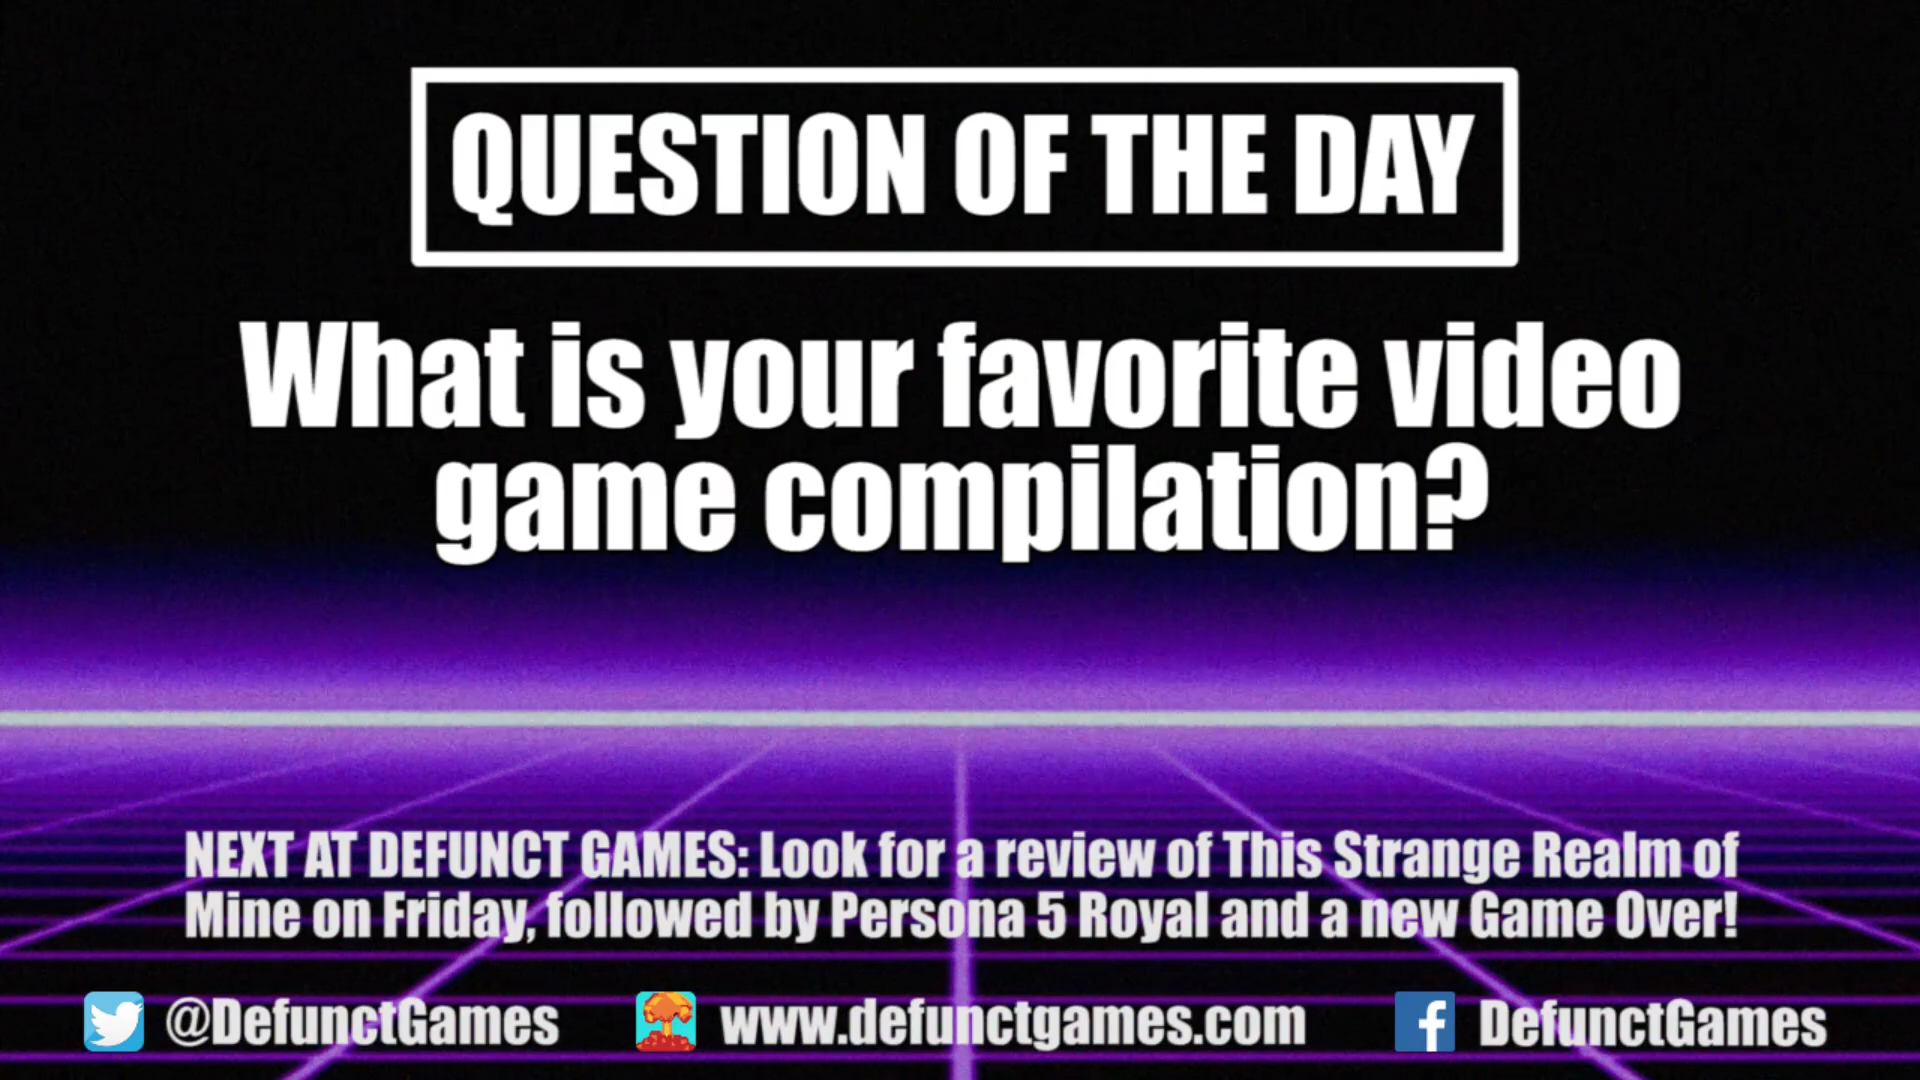 QUESTION OF THE DAY
What is your favorite video
game compilation?
NEXT AT DEFUNCT GAMES: Look for a review of This Strange Realm of
Mine on Friday, followed by Persona 5 Royal and a new Game Over!
@DefunctGames www.defunctgames.com DefunctGames